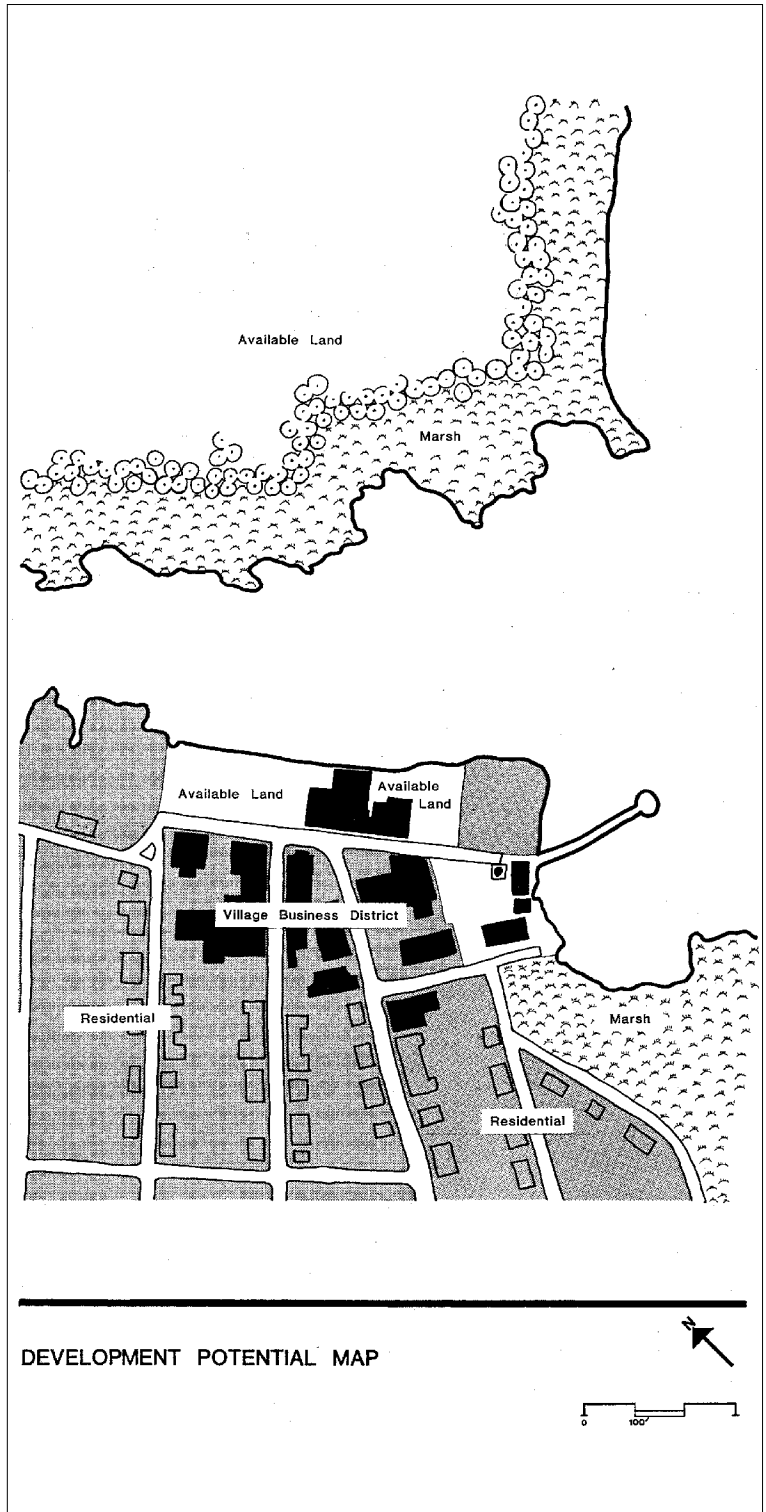 Available Land
Marsh
Available Land
Available
Land
Village Business District
Residential
Marsh
Residential
N
DEVELOPMENT POTENTIAL MAP
0 100'